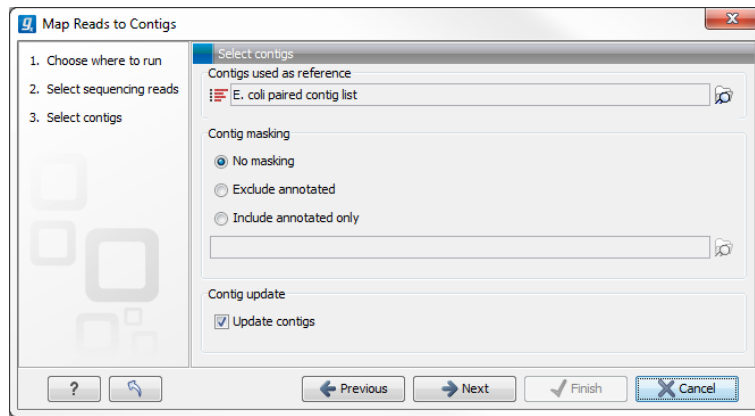 Map Reads to Contigs
1. Choose where to run
2. Select sequencing reads
3. Select contigs
Select contigs
Contigs used as reference
E. coli paired contig list
Contig masking
No masking
Exclude annotated
Include annotated only
Contig update
Update contigs
?
Previous
Next
Finish
Cancel